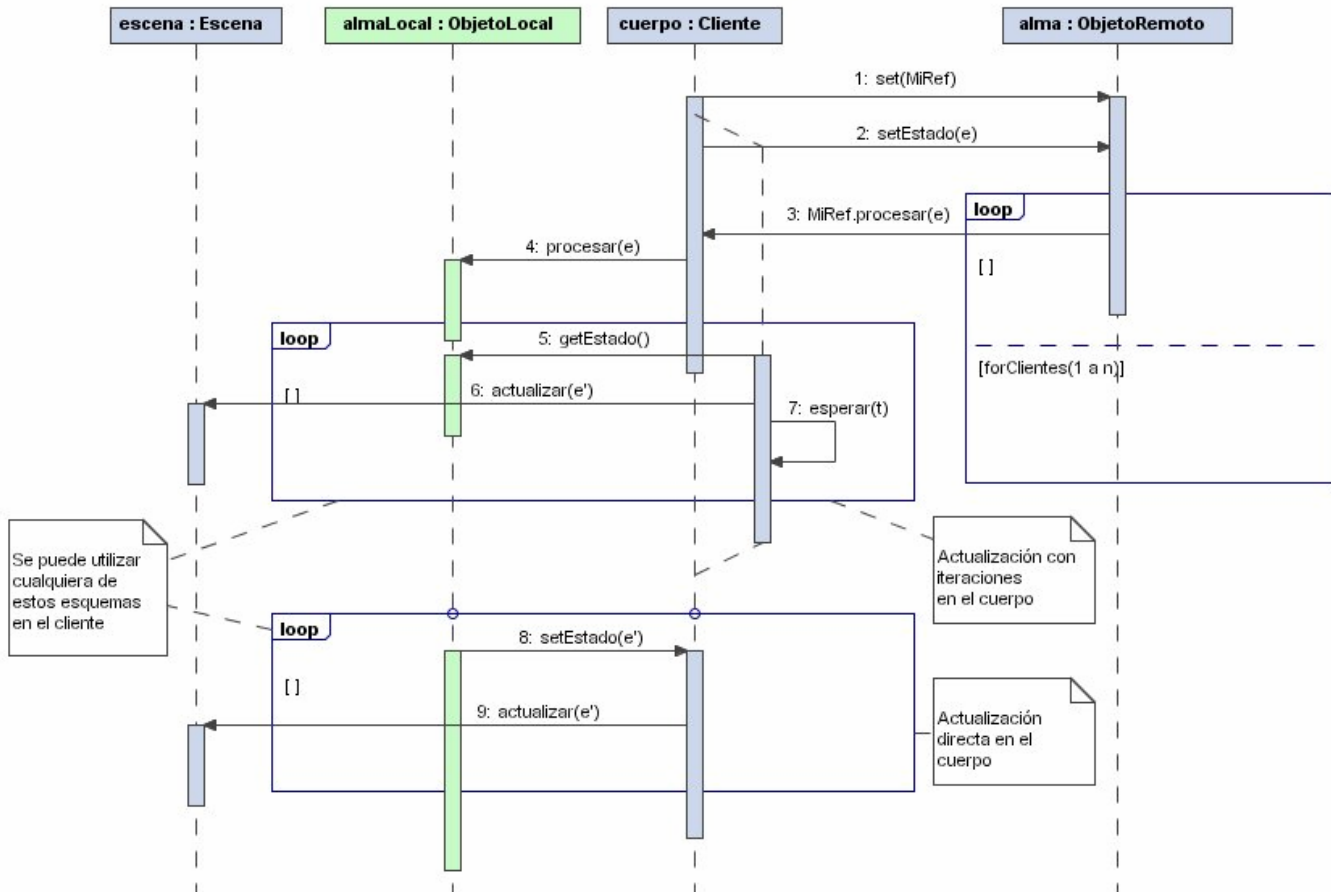 escena : Escena
almaLocal : ObjetoLocal
cuerpo : Cliente
alma : ObjetoRemoto
1: set(MiRef)
2: setEstado(e)
loop
3: MiRef.procesar(e)
[ ]
4: procesar(e)
loop
5: getEstado()
[forClientes(1 a n)]
[ ]
6: actualizar(e')
7: esperar(t)
Se puede utilizar
cualquiera de
estos esquemas
en el cliente
Actualización con
iteraciones
en el cuerpo
loop
8: setEstado(e')
[ ]
9: actualizar(e')
Actualización
directa en el
cuerpo